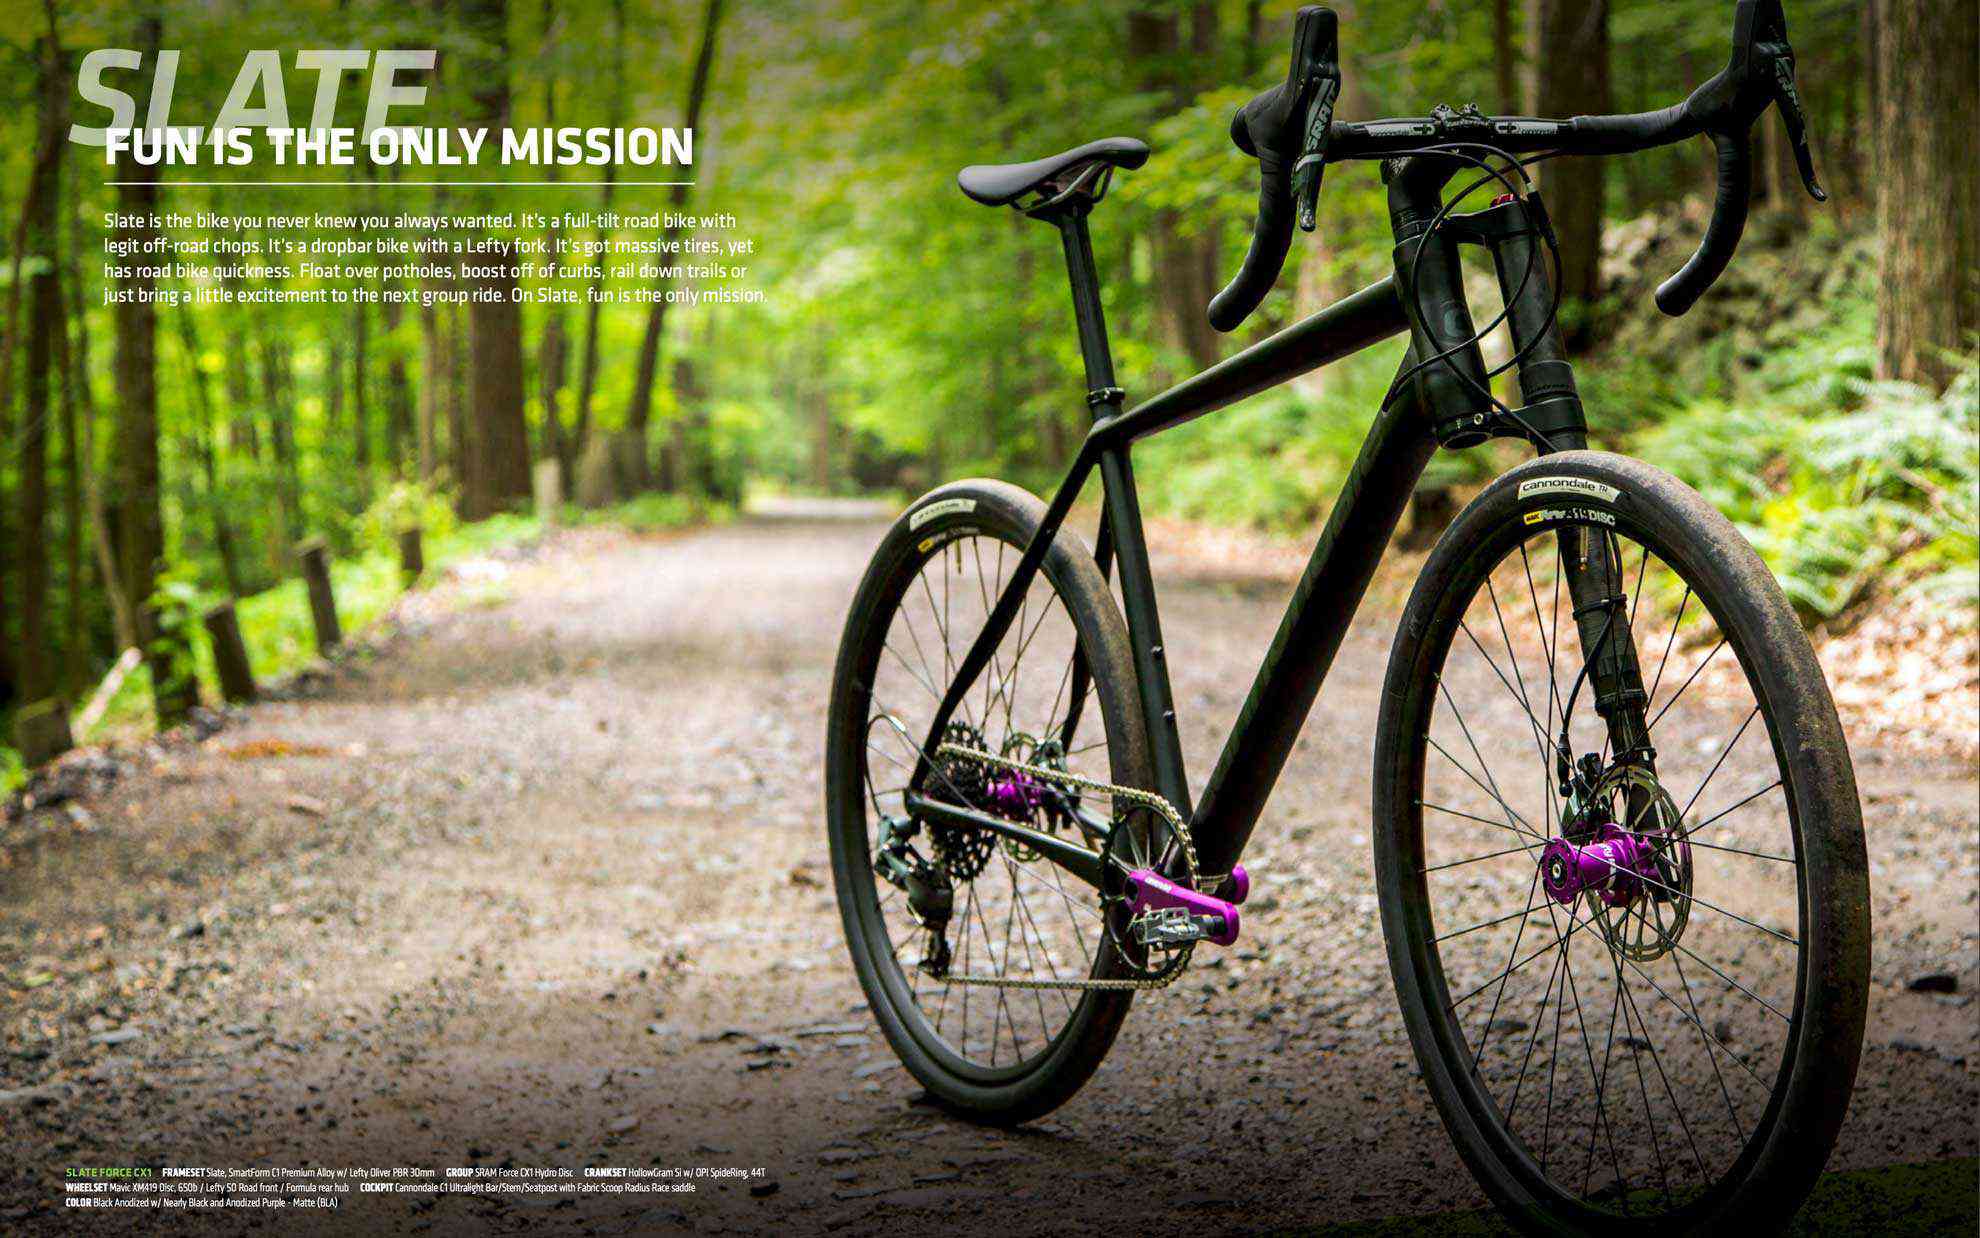 SLATE
FUN IS THE ONLY MISSION
Slate is the bike you never knew you always wanted. It's a full-tilt road bike with
legit off-road chops. It's a dropbar bike with a Lefty fork. It's got massive tires, yet
has road bike quickness. Float over potholes, boost off of curbs, rail down trails or
just bring a little excitement to the next group ride. On Slate, fun is the only mission.
SRAM
SRAM
cannondale
DISC
SLATE FORCE CX1 FRAMESET Slate, SmartForm C1 Premium Alloy w/ Lefty Oliver PBR 30mm GROUP SRAM Force CX1 Hydro Disc CRANKSET HollowGram Si w/ OPI SpideRing, 44T
WHEELSET Mavic XM419 Disc, 650b / Lefty 50 Road front / Formula rear hub COCKPIT Cannondale C1 Ultralight Bar/Stem/Seatpost with Fabric Scoop Radius Race saddle
COLOR Black Anodized w/ Nearly Black and Anodized Purple - Matte (BLA)